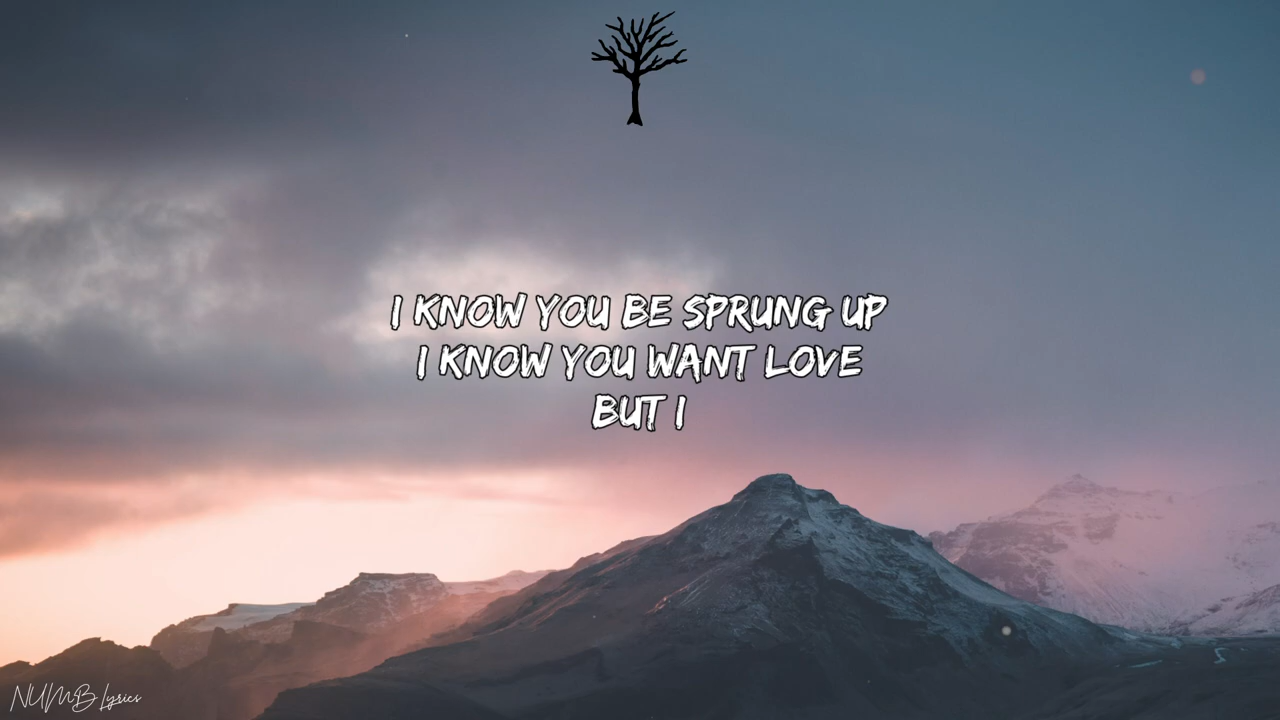 I KNOW YOU BE SPRUNG UP
I KNOW YOU WANT LOVE
BUT I
NUMB Lyrics